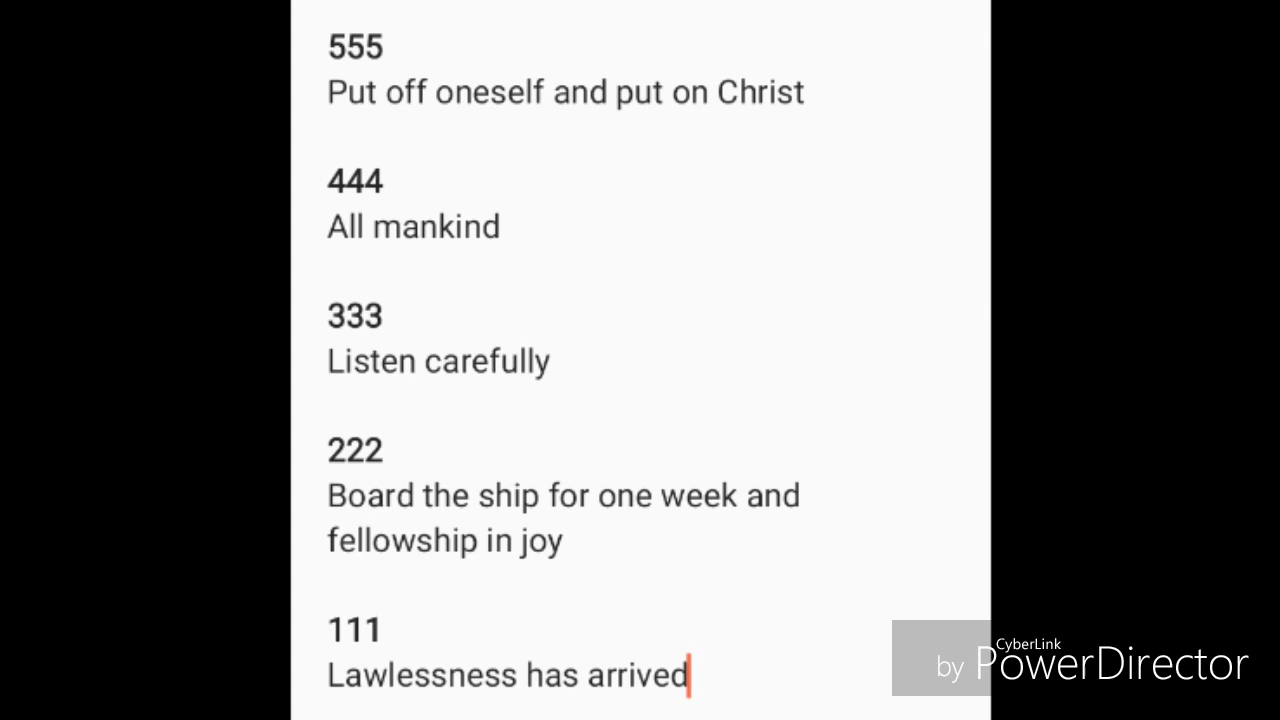 555
Put off oneself and put on Christ
444
All mankind
333
Listen carefully
222
Board the ship for one week and
fellowship in joy
111
Lawlessness has arrived
by CyberLink PowerDirector